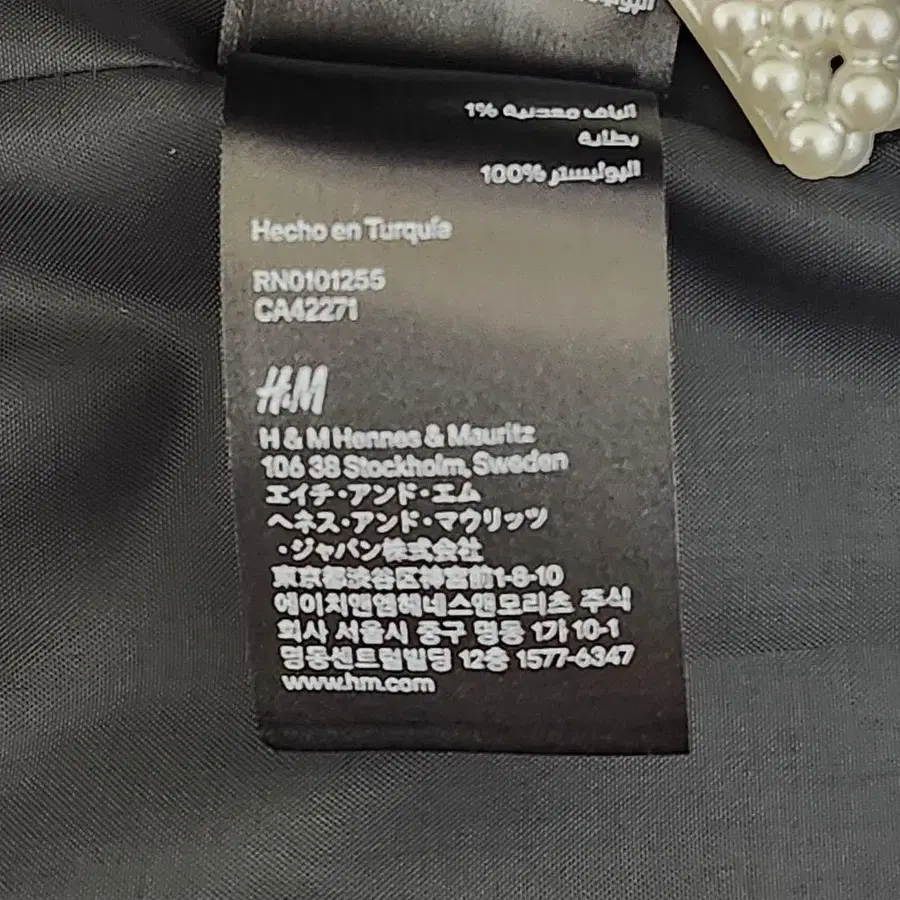 ألياف معدنية 1%
بطانة
البوليستر 100%
Hecho en Turquía
RN0101255
CA42271
H&M
H & M Hennes & Mauritz
106 38 Stockholm, Sweden
エイチ・アンド・エム
ヘネス・アンド・マウリッツ
・ジャパン株式会社
東京都渋谷区神宮前1-8-10
에이치앤엠헤네스앤모리츠 주식
회사 서울시 중구 명동 1가 10-1
명동센트럴빌딩 12층 1577-6347
www.hm.com